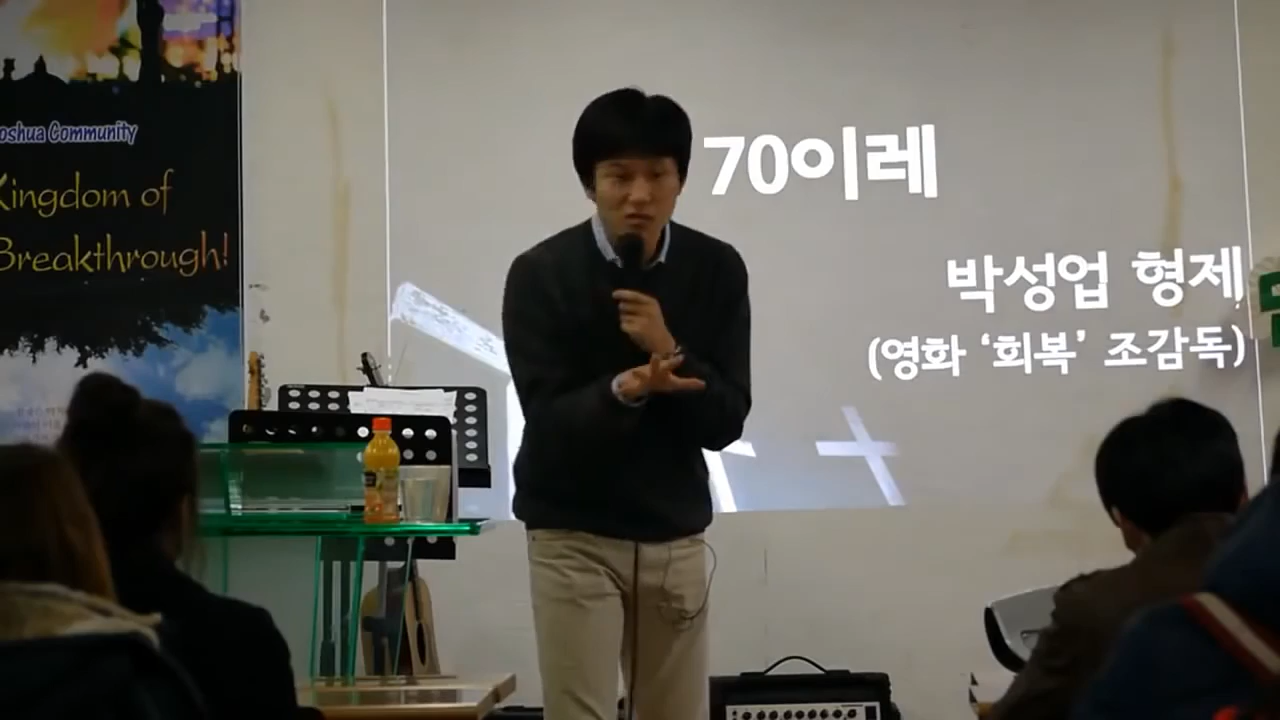 oshua Community
Kingdom of
Breakthrough!
70이레
박성업 형제
(영화 ‘회복’ 조감독)